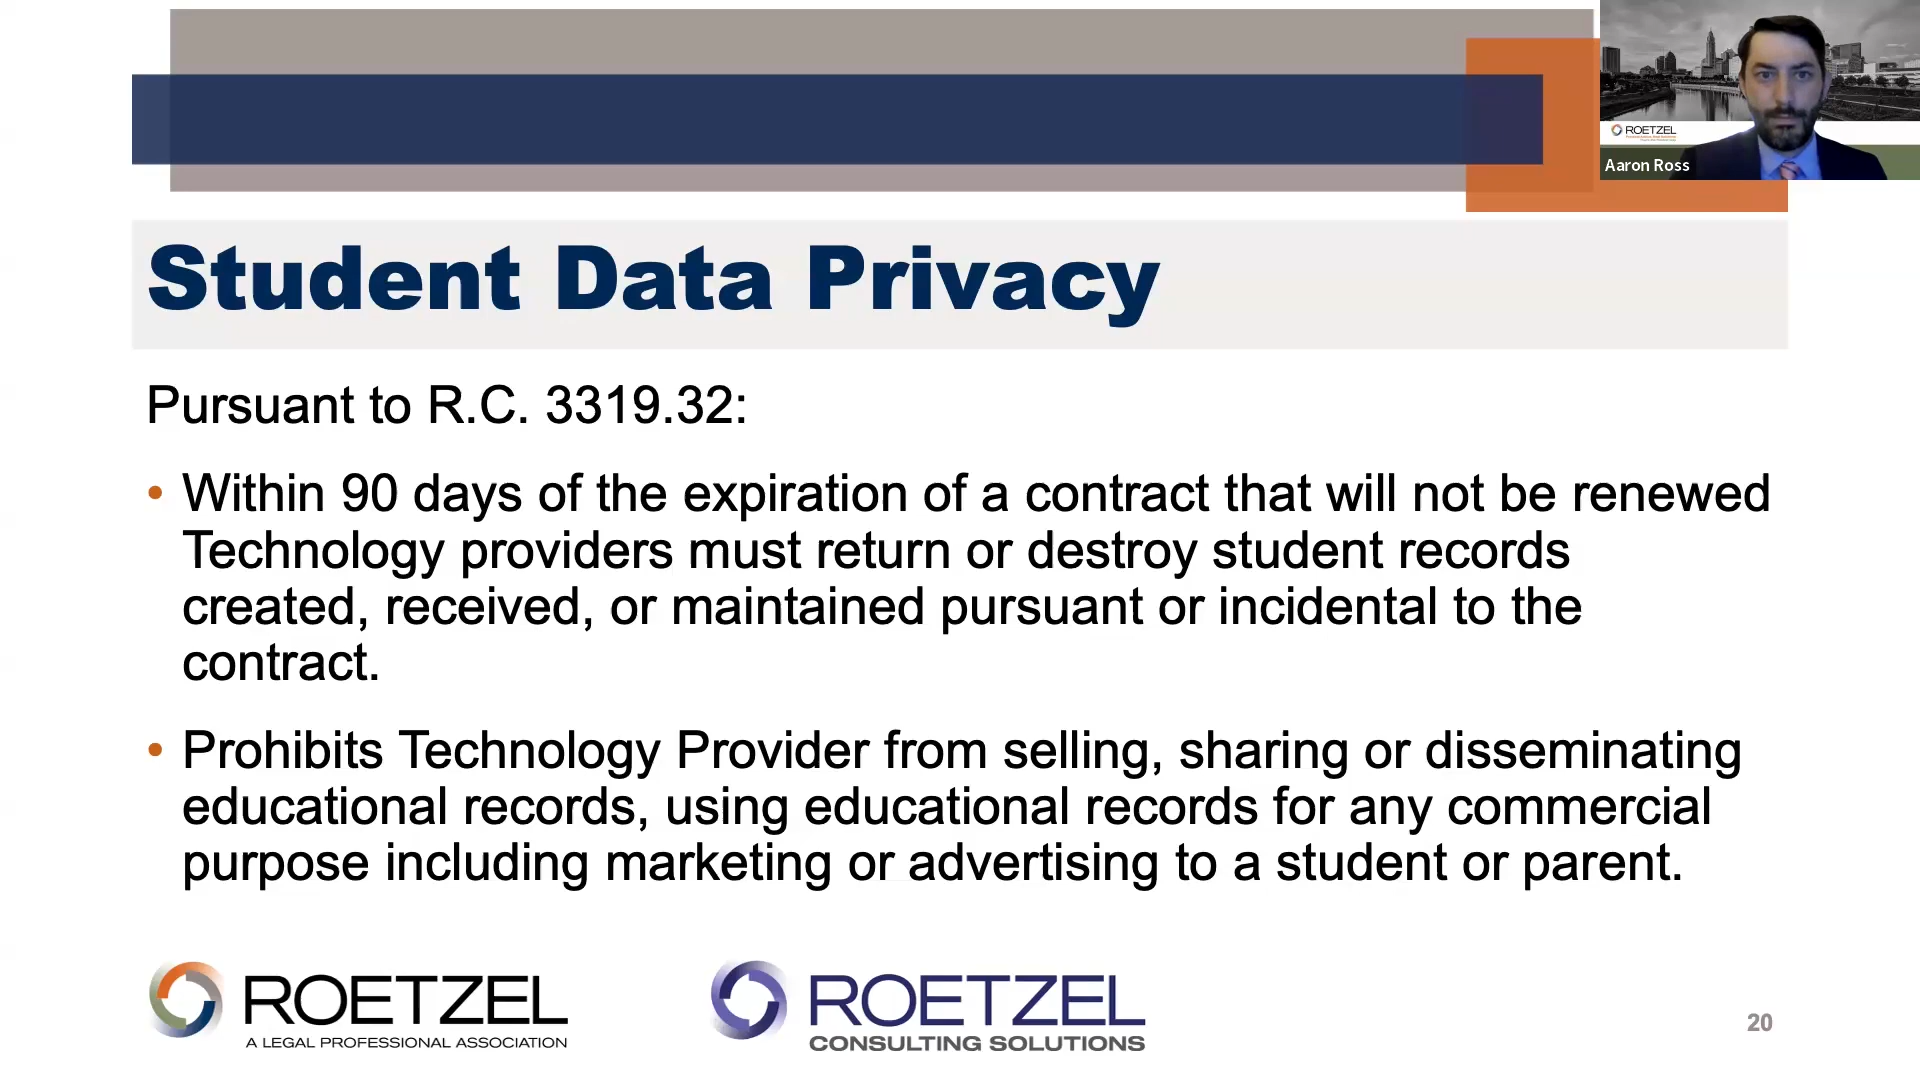 ROETZEL
Aaron Ross
Student Data Privacy
Pursuant to R.C. 3319.32:
• Within 90 days of the expiration of a contract that will not be renewed
Technology providers must return or destroy student records
created, received, or maintained pursuant or incidental to the
contract.
• Prohibits Technology Provider from selling, sharing or disseminating
educational records, using educational records for any commercial
purpose including marketing or advertising to a student or parent.
ROETZEL
A LEGAL PROFESSIONAL ASSOCIATION
ROETZEL
CONSULTING SOLUTIONS
20